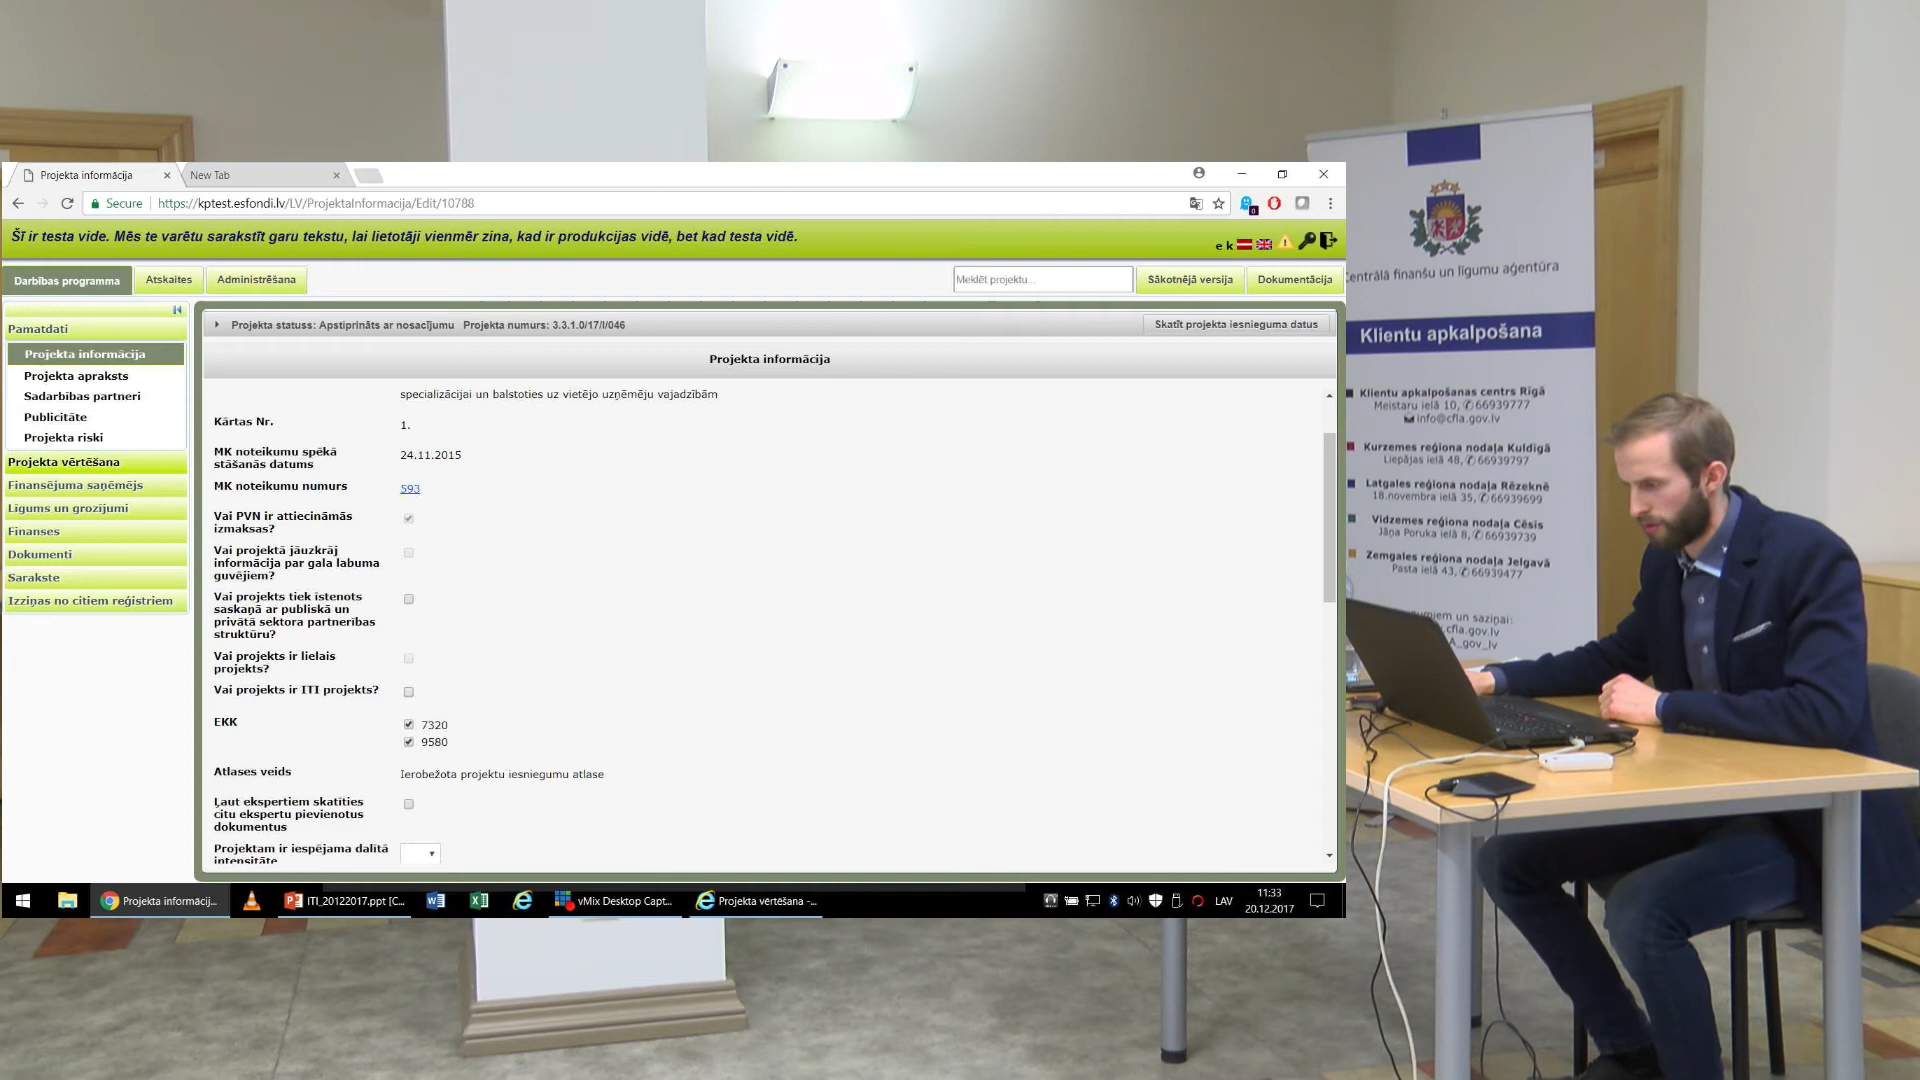 Projekta informācija
New Tab
Secure
https://kptest.esfondi.lv/LV/ProjektaInformacija/Edit/10788
Šī ir testa vide. Mēs te varētu sarakstīt garu tekstu, lai lietotāji vienmēr zina, kad ir produkcijas vidē, bet kad testa vidē.
e k
Darbības programma
Atskaites
Administrēšana
Meklēt projektu...
Sākotnējā versija
Dokumentācija
Pamatdati
Projekta informācija
Projekta apraksts
Sadarbības partneri
Publicitāte
Projekta riski
Projekta vērtēšana
Finansējuma saņēmējs
Līgums un grozījumi
Finanses
Dokumenti
Sarakste
Izziņas no citiem reģistriem
Projekta statuss: Apstiprināts ar nosacījumu Projekta numurs: 3.3.1.0/17/I/046
Skatīt projekta iesnieguma datus
Projekta informācija
specializācijai un balstoties uz vietējo uzņēmēju vajadzībām
Kārtas Nr.
1.
MK noteikumu spēkā
stāšanās datums
24.11.2015
MK noteikumu numurs
593
Vai PVN ir attiecināmās
izmaksas?
Vai projektā jāuzkrāj
informācija par gala labuma
guvējiem?
Vai projekts tiek īstenots
saskaņā ar publiskā un
privātā sektora partnerības
struktūru?
Vai projekts ir lielais
projekts?
Vai projekts ir ITI projekts?
EKK
7320
9580
Atlases veids
Ierobežota projektu iesniegumu atlase
Ļaut ekspertiem skatīties
citu ekspertu pievienotus
dokumentus
Projektam ir iespējama dalītā
intensitāte
Projekta informācij...
ITI_20122017.ppt [C...
vMix Desktop Capt...
Projekta vērtēšana -...
LAV
11:33
20.12.2017
Centrālā finanšu un līgumu aģentūra
Klientu apkalpošana
Klientu apkalpošanas centrs Rīgā
Meistaru ielā 10, 66939777
info@cfla.gov.lv
Kurzemes reģiona nodaļa Kuldīgā
Liepājas ielā 48, 66939797
Latgales reģiona nodaļa Rēzeknē
18.novembra ielā 35, 66939699
Vidzemes reģiona nodaļa Cēsīs
Jāņa Poruka ielā 8, 66939739
Zemgales reģiona nodaļa Jelgavā
Pasta ielā 43, 66939477
umiem un saziņai:
.cfla.gov.lv
A_gov_lv